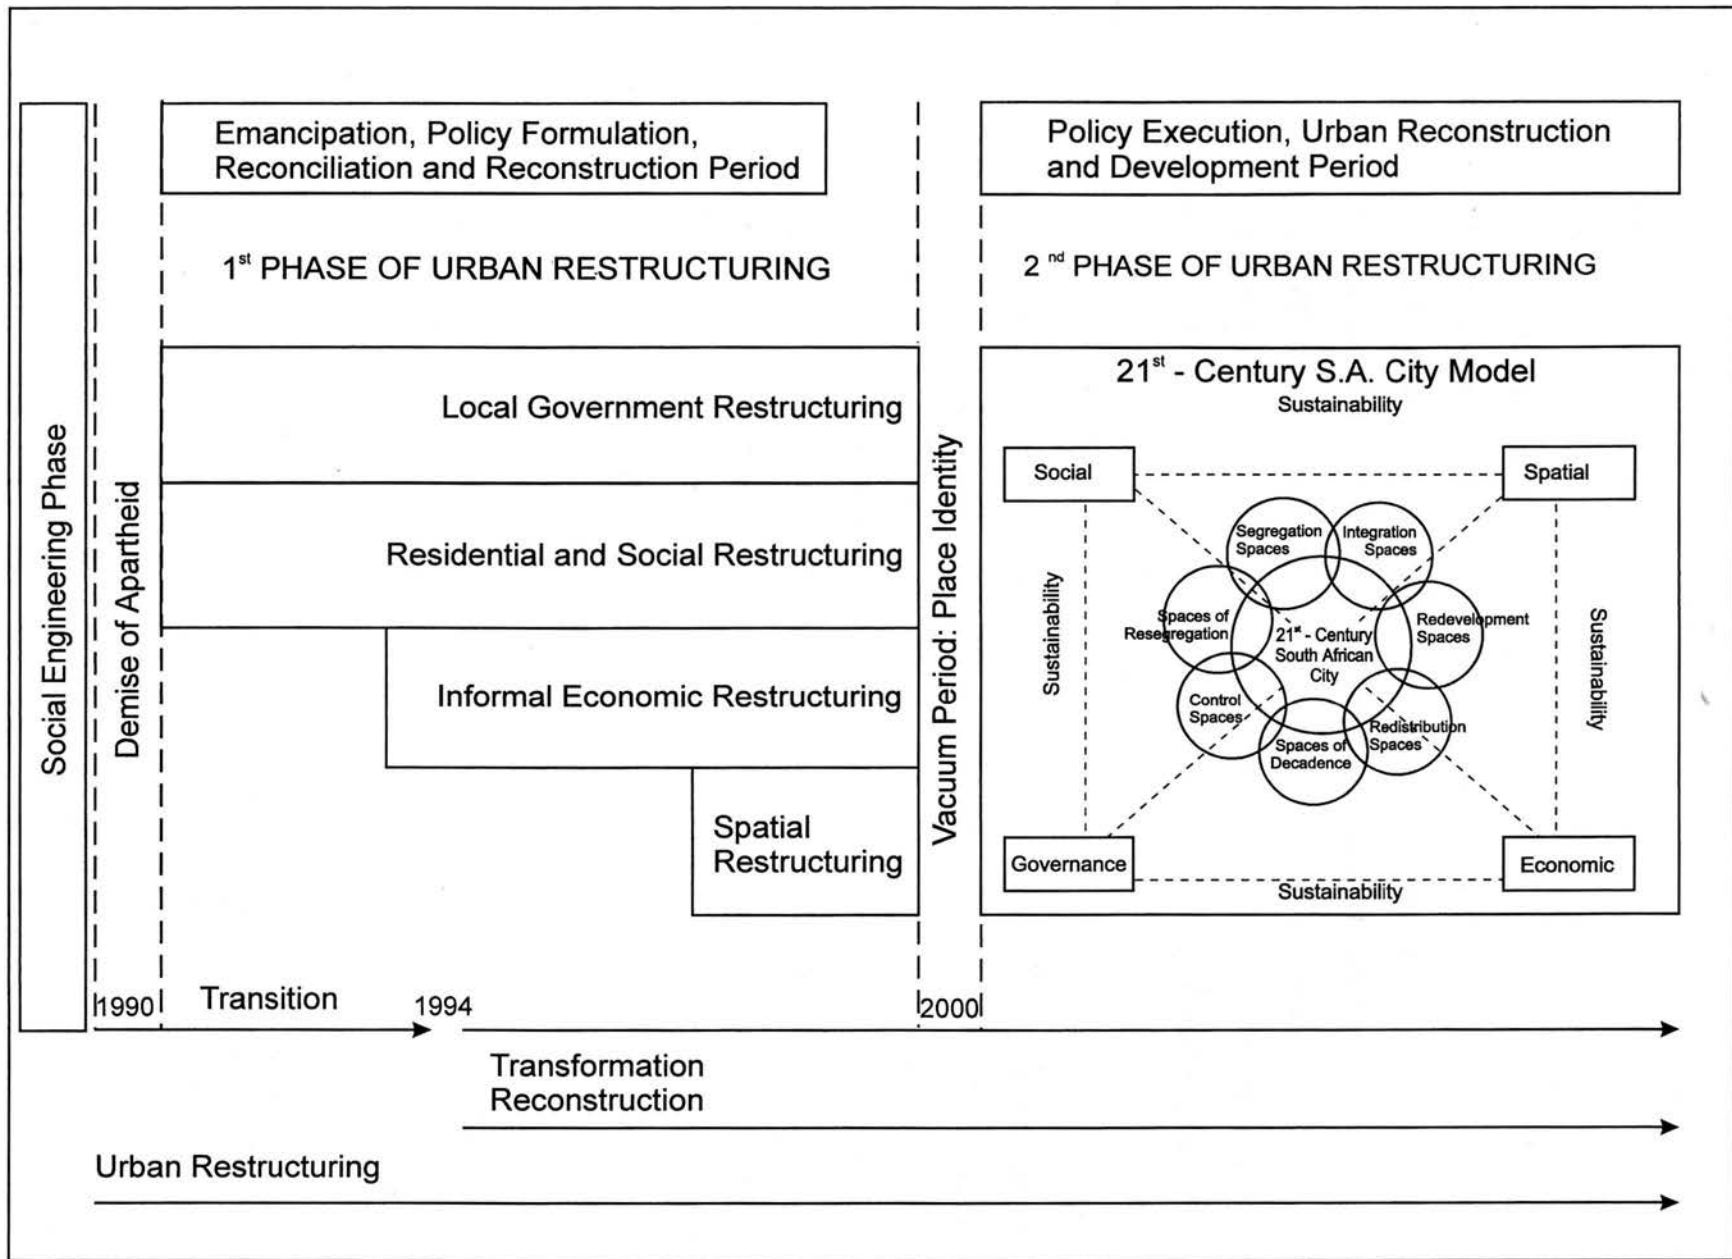 Social Engineering Phase
Demise of Apartheid
Emancipation, Policy Formulation,
Reconciliation and Reconstruction Period
1st PHASE OF URBAN RESTRUCTURING
Local Government Restructuring
Residential and Social Restructuring
Informal Economic Restructuring
Spatial
Restructuring
Vacuum Period: Place Identity
Policy Execution, Urban Reconstruction
and Development Period
2nd PHASE OF URBAN RESTRUCTURING
21st - Century S.A. City Model
Sustainability
Social
Spatial
Segregation
Spaces
Integration
Spaces
Spaces of
Resegregation
Redevelopment
Spaces
21st - Century
South African
City
Control
Spaces
Redistribution
Spaces
Spaces of
Decadence
Sustainability
Sustainability
Governance
Economic
Sustainability
1990
Transition
1994
2000
Transformation
Reconstruction
Urban Restructuring